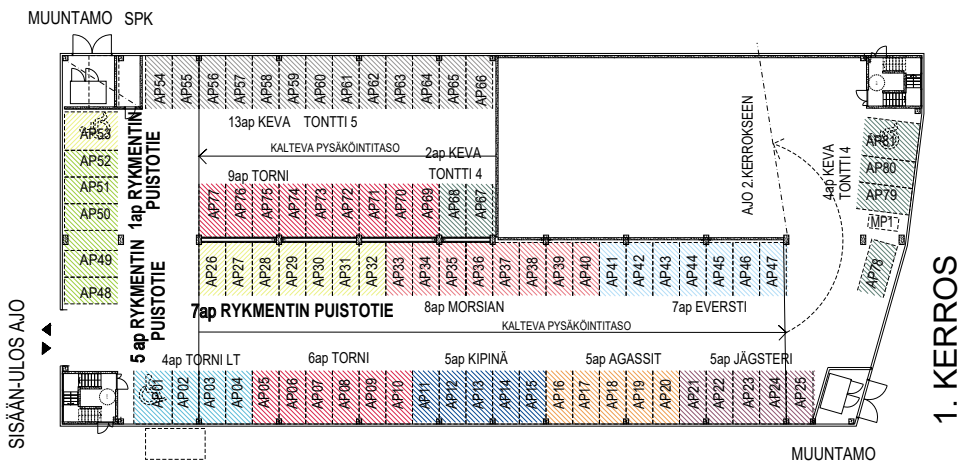 MUUNTAMO SPK
AP54 AP55 AP56 AP57 AP58 AP59 AP60 AP61 AP62 AP63 AP64 AP65 AP66
13ap KEVA TONTTI 5
KALTEVA PYSÄKÖINTITASO
2ap KEVA
TONTTI 4
9ap TORNI
AP77 AP76 AP75 AP74 AP73 AP72 AP71 AP70 AP69 AP68 AP67
AP53
AP52
AP51
AP50
AP49
AP48
1ap RYKMENTIN
PUISTOTIE
5 ap RYKMENTIN
PUISTOTIE
AJO 2.KERROKSEEN
AP81
AP80
AP79
MP1
AP78
4ap KEVA
TONTTI 4
AP26 AP27 AP28 AP29 AP30 AP31 AP32 AP33 AP34 AP35 AP36 AP37 AP38 AP39 AP40 AP41 AP42 AP43 AP44 AP45 AP46 AP47
7ap RYKMENTIN PUISTOTIE
8ap MORSIAN
7ap EVERSTI
KALTEVA PYSÄKÖINTITASO
4ap TORNI LT
6ap TORNI
5ap KIPINÄ
5ap AGASSIT
5ap JÄGSTERI
AP01 AP02 AP03 AP04 AP05 AP06 AP07 AP08 AP09 AP10 AP11 AP12 AP13 AP14 AP15 AP16 AP17 AP18 AP19 AP20 AP21 AP22 AP23 AP24 AP25
SISÄÄN-ULOS AJO
MUUNTAMO
1. KERROS